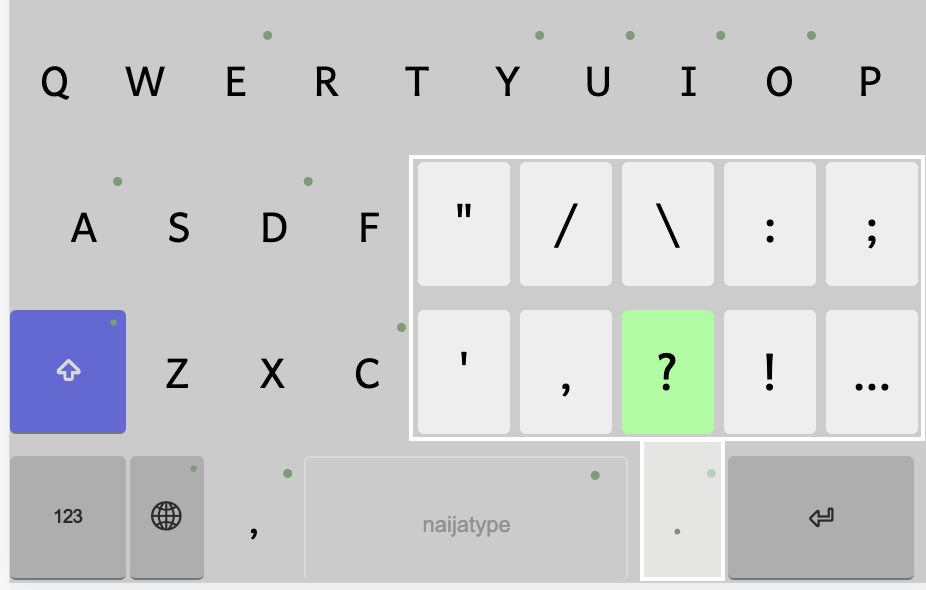 Q W E R T Y U I O P
A S D F " / \ : ;
Z X C ' , ? ! ...
123 , naijatype .